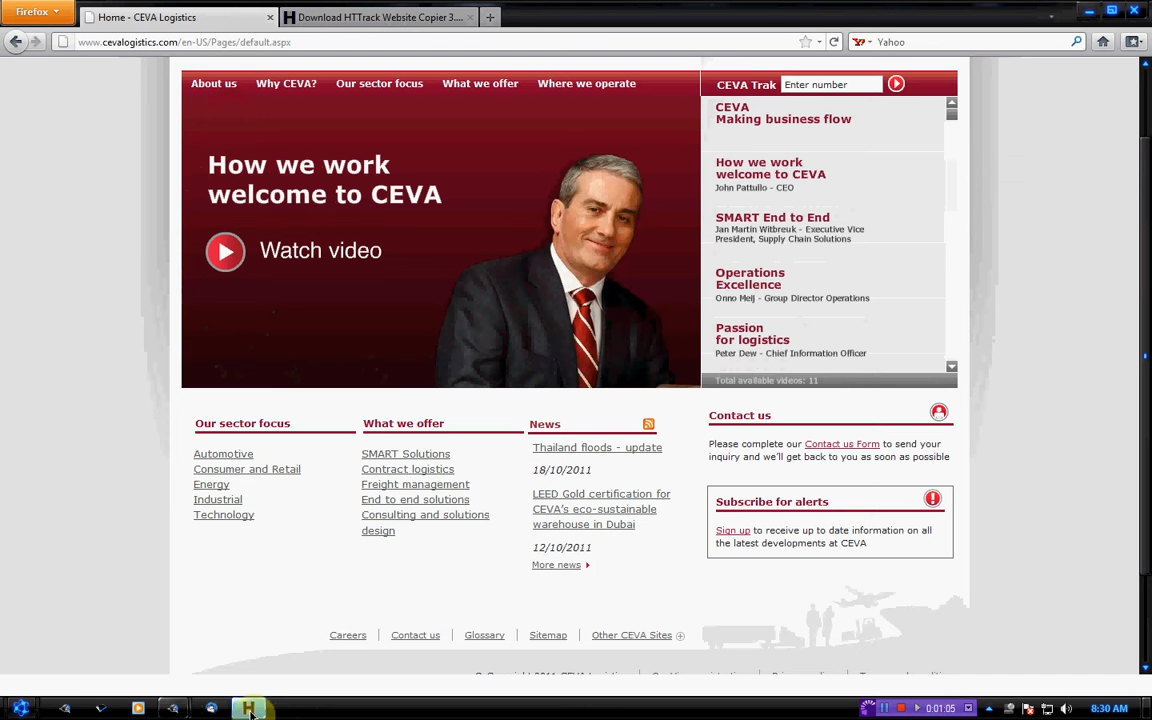 Firefox
Home - CEVA Logistics
Download HTTrack Website Copier 3....
www.cevalogistics.com/en-US/Pages/default.aspx
Yahoo
About us
Why CEVA?
Our sector focus
What we offer
Where we operate
CEVA Trak
Enter number
How we work
welcome to CEVA
Watch video
CEVA
Making business flow
How we work
welcome to CEVA
John Pattullo - CEO
SMART End to End
Jan Martin Witbreuk - Executive Vice
President, Supply Chain Solutions
Operations
Excellence
Onno Meij - Group Director Operations
Passion
for logistics
Peter Dew - Chief Information Officer
Total available videos: 11
Our sector focus
Automotive
Consumer and Retail
Energy
Industrial
Technology
What we offer
SMART Solutions
Contract logistics
Freight management
End to end solutions
Consulting and solutions
design
News
Thailand floods - update
18/10/2011
LEED Gold certification for
CEVA's eco-sustainable
warehouse in Dubai
12/10/2011
More news
Contact us
Please complete our Contact us Form to send your
inquiry and we'll get back to you as soon as possible
Subscribe for alerts
Sign up to receive up to date information on all
the latest developments at CEVA
Careers
Contact us
Glossary
Sitemap
Other CEVA Sites
H
0:01:05
8:30 AM